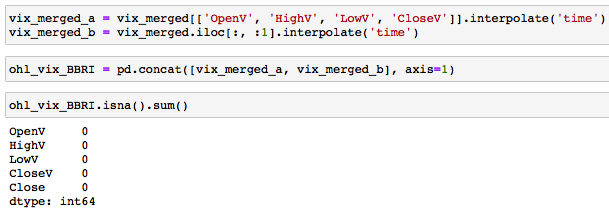 vix_merged_a = vix_merged[['OpenV', 'HighV', 'LowV', 'CloseV']].interpolate('time')
vix_merged_b = vix_merged.iloc[:, :1].interpolate('time')
ohl_vix_BBRI = pd.concat([vix_merged_a, vix_merged_b], axis=1)
ohl_vix_BBRI.isna().sum()
OpenV     0
HighV     0
LowV      0
CloseV    0
Close     0
dtype: int64